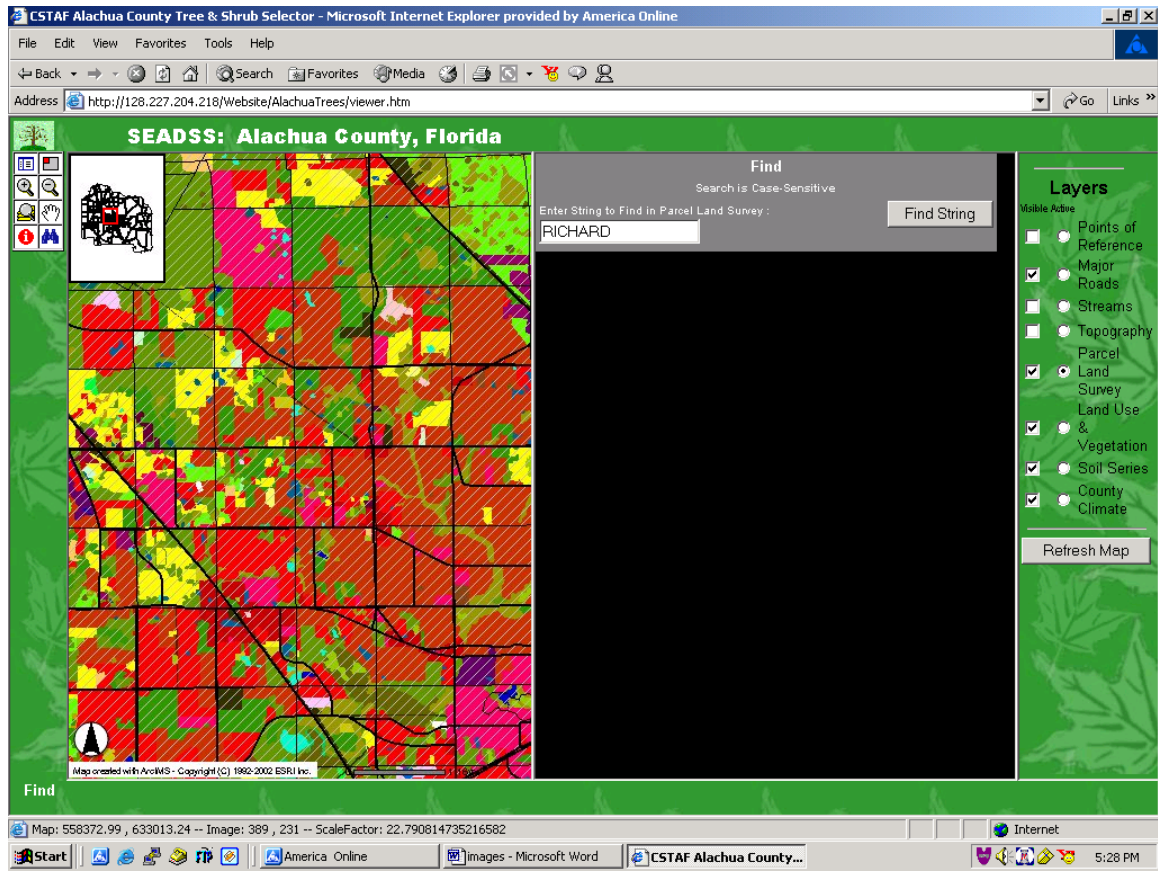 CSTAF Alachua County Tree & Shrub Selector - Microsoft Internet Explorer provided by America Online
File Edit View Favorites Tools Help
Back Search Favorites Media
Address http://128.227.204.218/Website/AlachuaTrees/viewer.htm Go Links »
SEADSS: Alachua County, Florida
Find
Search is Case-Sensitive
Enter String to Find in Parcel Land Survey :
RICHARD
Find String
Layers
Visible Active
Points of
Reference
Major
Roads
Streams
Topography
Parcel
Land
Survey
Land Use
&
Vegetation
Soil Series
County
Climate
Refresh Map
Map created with ArcIMS - Copyright (C) 1992-2002 ESRI Inc.
Find
Map: 558372.99 , 633013.24 -- Image: 389 , 231 -- ScaleFactor: 22.790814735216582
Internet
Start America Online images - Microsoft Word CSTAF Alachua County... 5:28 PM